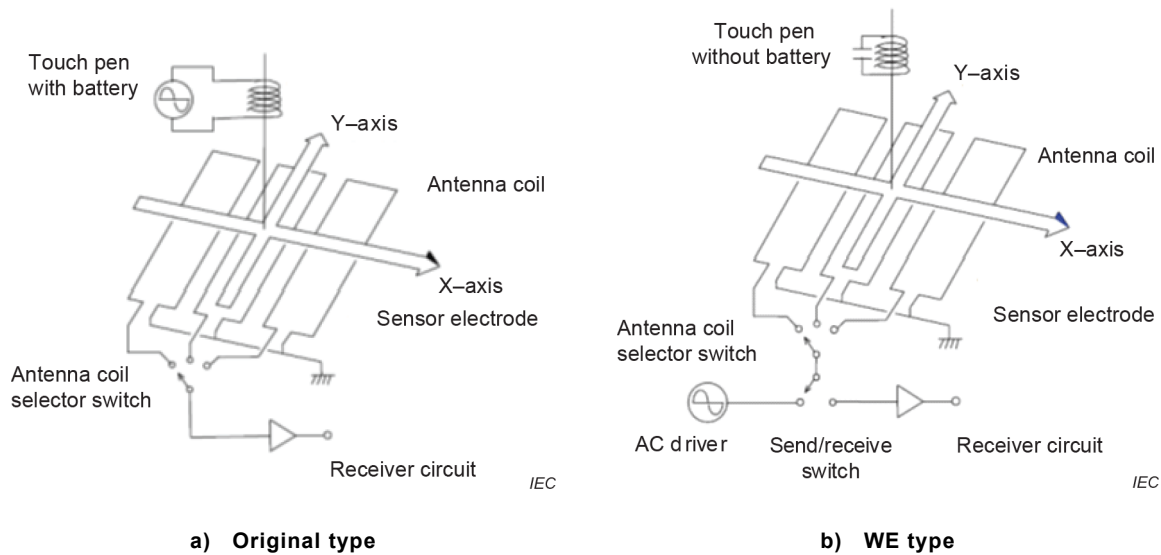 Touch pen
with battery
Y–axis
Antenna coil
X–axis
Sensor electrode
Antenna coil
selector switch
Receiver circuit
IEC
a) Original type
Touch pen
without battery
Y–axis
Antenna coil
X–axis
Sensor electrode
Antenna coil
selector switch
AC driver
Send/receive
switch
Receiver circuit
IEC
b) WE type